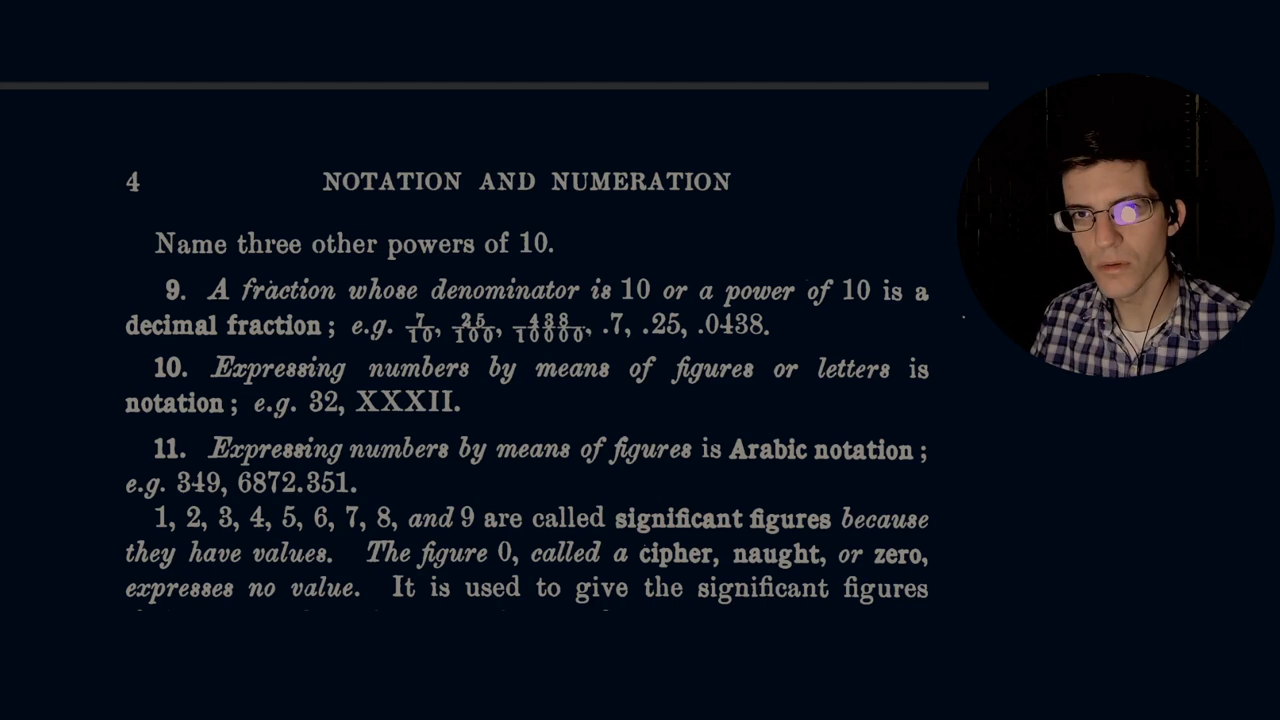 4 NOTATION AND NUMERATION
Name three other powers of 10.
9. A fraction whose denominator is 10 or a power of 10 is a
decimal fraction; e.g. 7/10, 25/100, 438/10000, .7, .25, .0438.
10. Expressing numbers by means of figures or letters is
notation; e.g. 32, XXXII.
11. Expressing numbers by means of figures is Arabic notation;
e.g. 349, 6872.351.
1, 2, 3, 4, 5, 6, 7, 8, and 9 are called significant figures because
they have values. The figure 0, called a cipher, naught, or zero,
expresses no value. It is used to give the significant figures